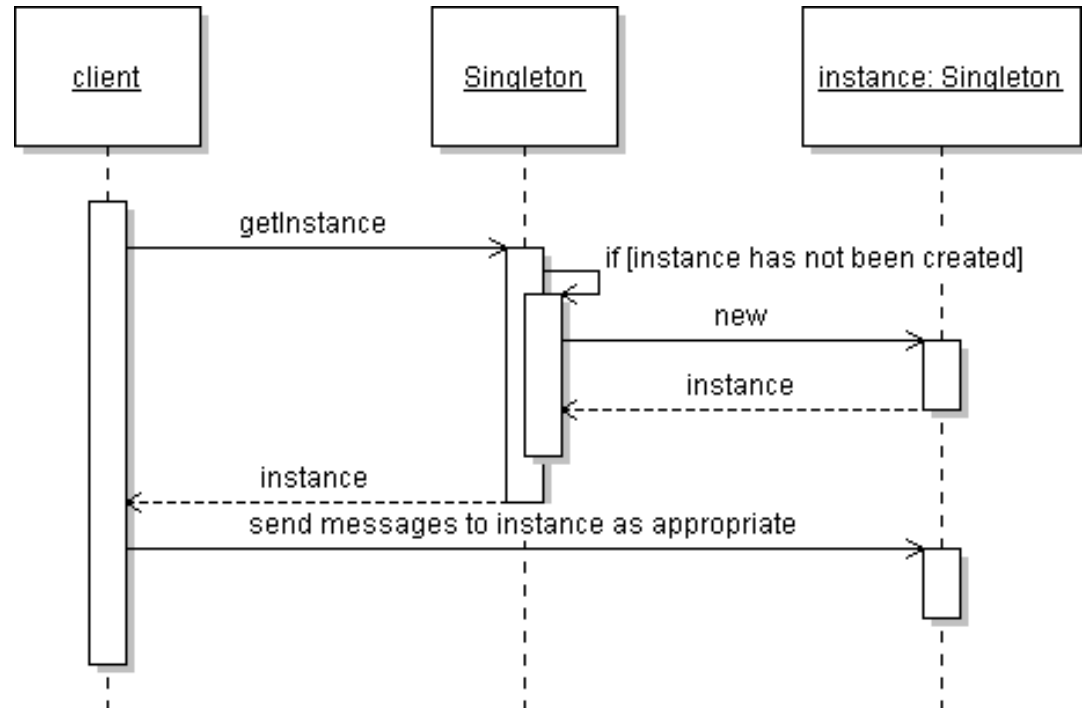 client
Singleton
instance: Singleton
getInstance
if [instance has not been created]
new
instance
instance
send messages to instance as appropriate